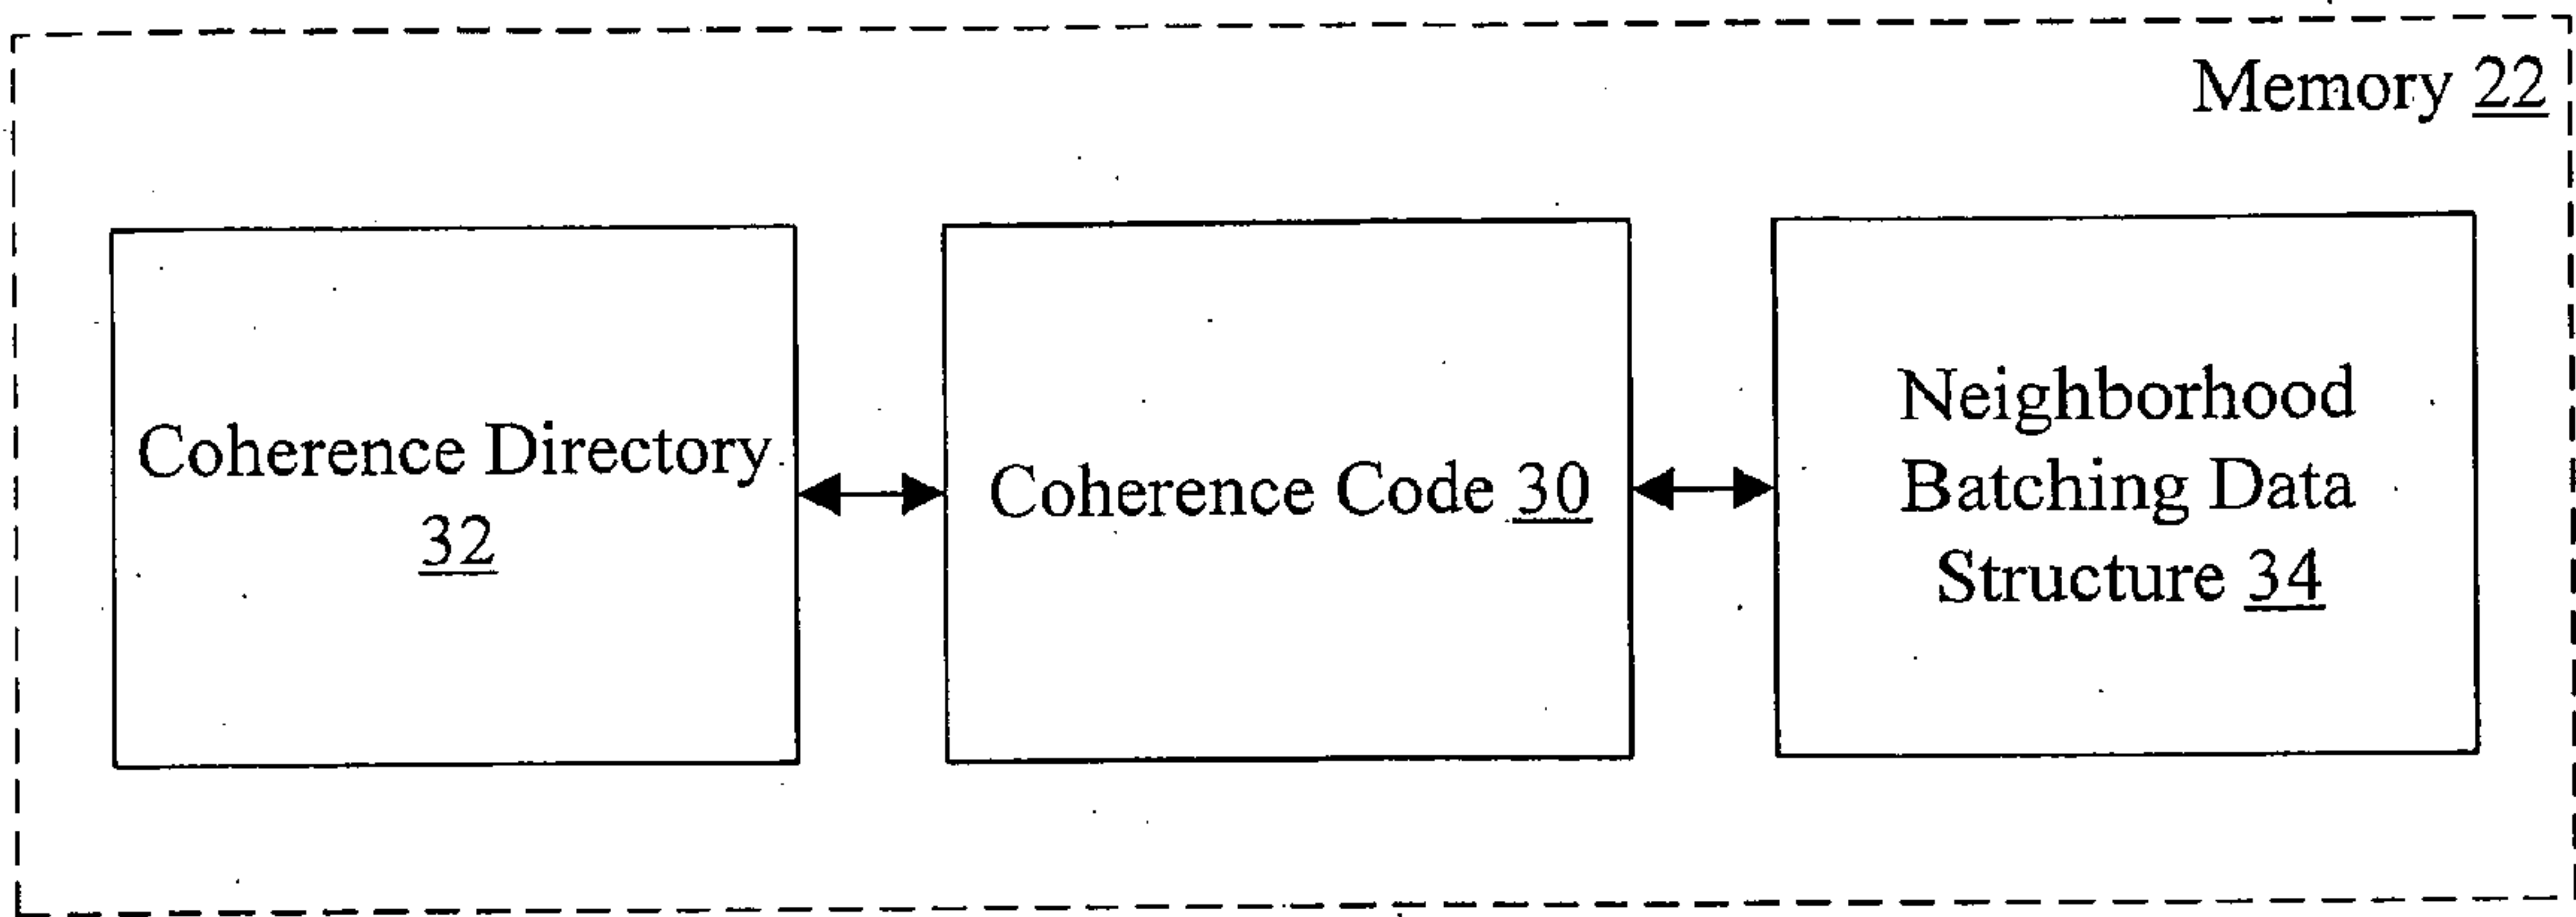 Memory 22
Coherence Directory
32
Coherence Code 30
Neighborhood
Batching Data
Structure 34